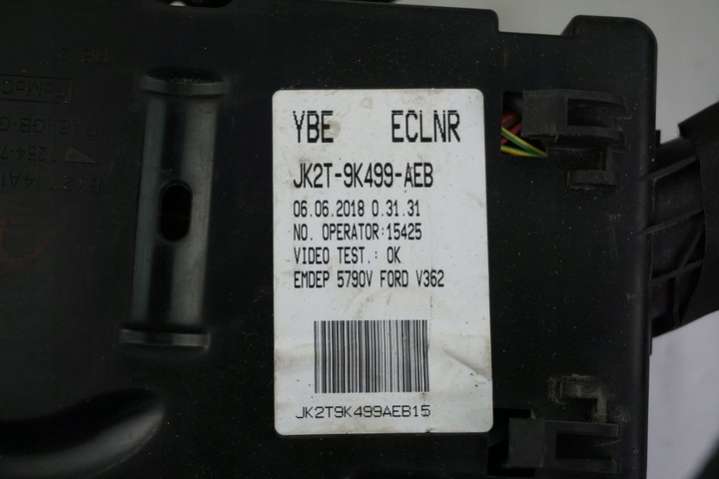 YBE ECLNR
JK2T-9K499-AEB
06.06.2018 0.31.31
NO. OPERATOR:15425
VIDEO TEST.: OK
EMDEP 5790V FORD V362
JK2T9K499AEB15